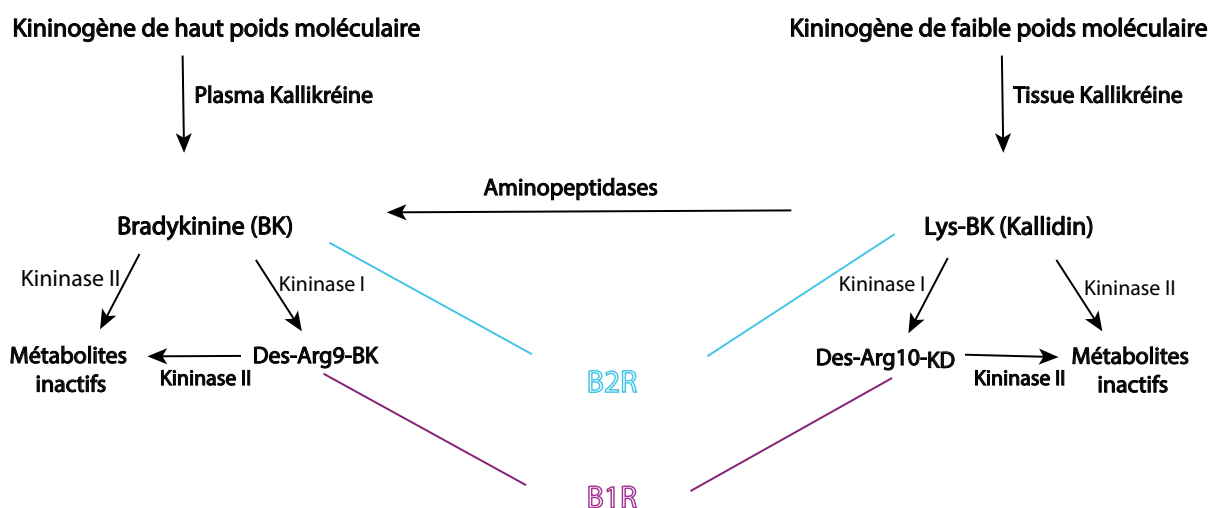 Kininogène de haut poids moléculaire
Kininogène de faible poids moléculaire
Plasma Kallikréine
Tissue Kallikréine
Aminopeptidases
Bradykinine (BK)
Lys-BK (Kallidin)
Kininase II
Kininase I
Kininase I
Kininase II
Métabolites
inactifs
Kininase II
Des-Arg9-BK
B2R
Des-Arg10-KD
Kininase II
Métabolites
inactifs
B1R